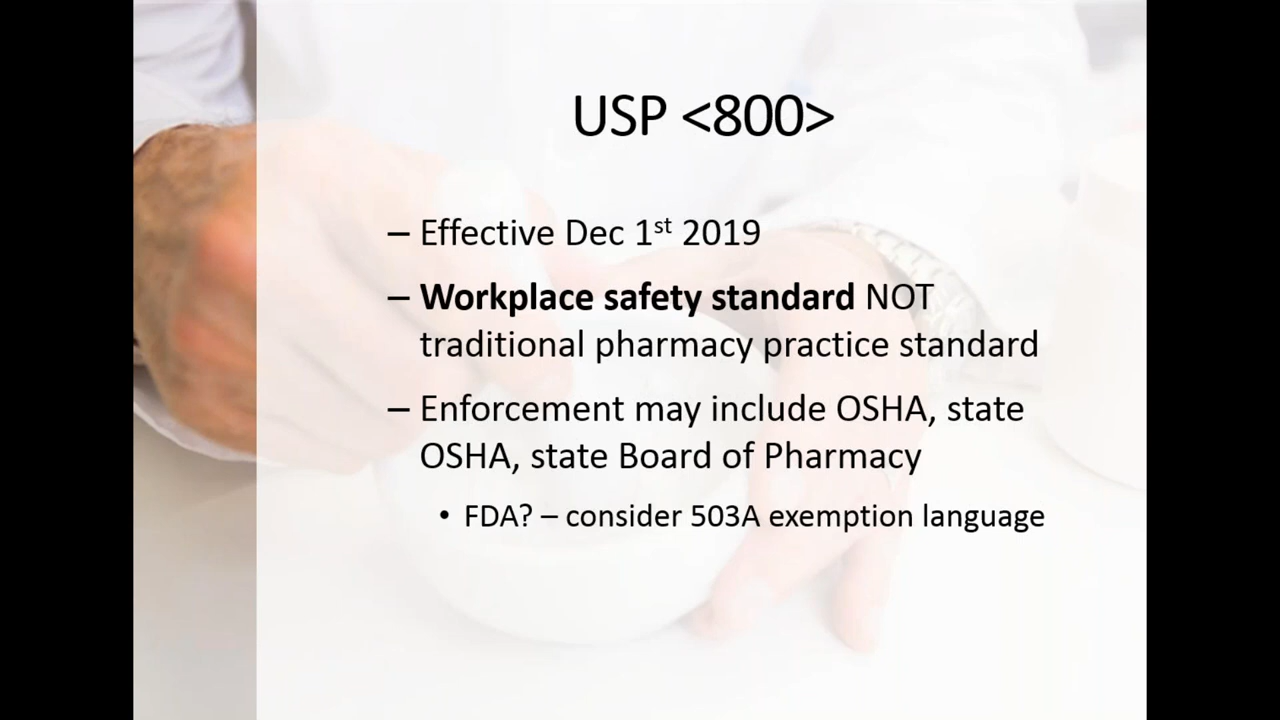 USP <800>
– Effective Dec 1st 2019
– Workplace safety standard NOT
traditional pharmacy practice standard
– Enforcement may include OSHA, state
OSHA, state Board of Pharmacy
• FDA? – consider 503A exemption language